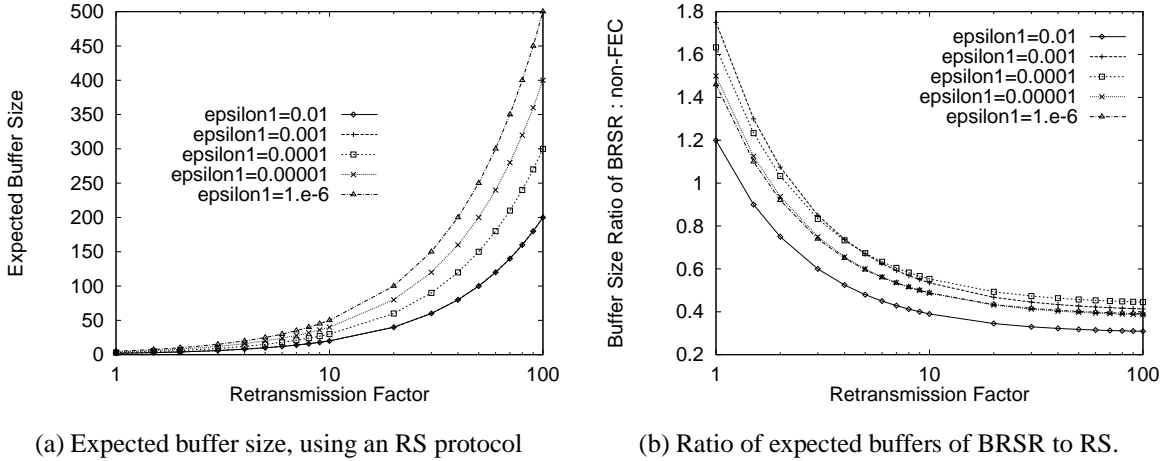 500
450
400
350
300
250
200
150
100
50
0
Expected Buffer Size
epsilon1=0.01
epsilon1=0.001
epsilon1=0.0001
epsilon1=0.00001
epsilon1=1.e-6
1
10
100
Retransmission Factor
(a) Expected buffer size, using an RS protocol
1.8
1.6
1.4
1.2
1
0.8
0.6
0.4
0.2
Buffer Size Ratio of BRSR : non-FEC
epsilon1=0.01
epsilon1=0.001
epsilon1=0.0001
epsilon1=0.00001
epsilon1=1.e-6
1
10
100
Retransmission Factor
(b) Ratio of expected buffers of BRSR to RS.